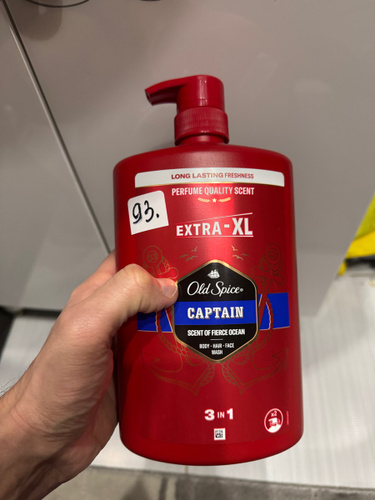 LONG LASTING FRESHNESS
PERFUME QUALITY SCENT
93.
EXTRA-XL
Old Spice®
CAPTAIN
SCENT OF FIERCE OCEAN
BODY - HAIR - FACE
WASH
3 IN 1